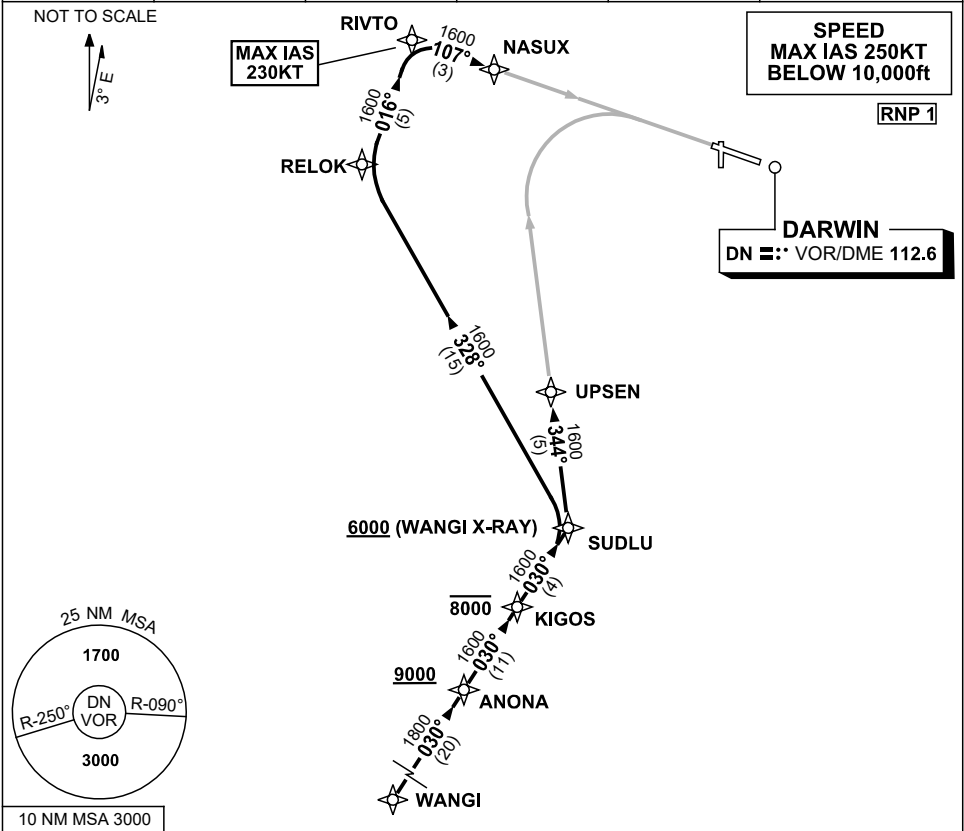 NOT TO SCALE
3° E
RIVTO
MAX IAS
230KT
1600
107°
(3)
NASUX
SPEED
MAX IAS 250KT
BELOW 10,000ft
RNP 1
1600
016°
(5)
RELOK
DARWIN
DN VOR/DME 112.6
1600
328°
(15)
UPSEN
1600
344°
(5)
6000 (WANGI X-RAY)
SUDLU
1600
030°
(4)
8000
KIGOS
1600
030°
(11)
9000
ANONA
1800
030°
(20)
WANGI
25 NM MSA
1700
R-250°
DN
VOR
R-090°
3000
10 NM MSA 3000